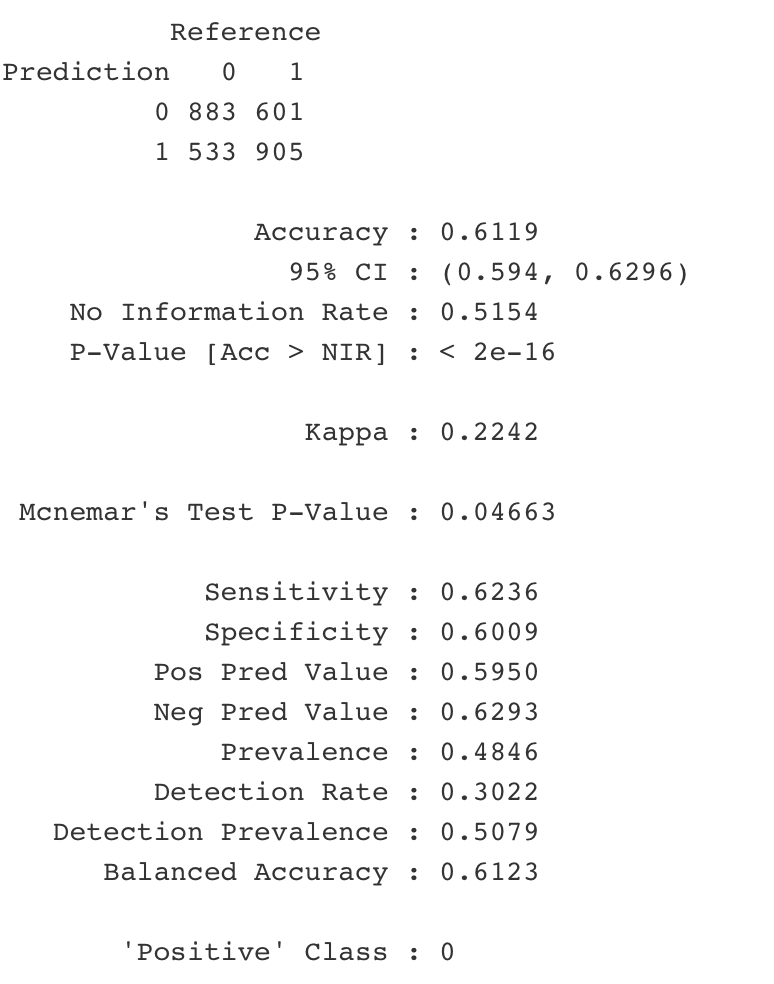 Reference
Prediction 0 1
0 883 601
1 533 905
Accuracy : 0.6119
95% CI : (0.594, 0.6296)
No Information Rate : 0.5154
P-Value [Acc > NIR] : < 2e-16
Kappa : 0.2242
Mcnemar's Test P-Value : 0.04663
Sensitivity : 0.6236
Specificity : 0.6009
Pos Pred Value : 0.5950
Neg Pred Value : 0.6293
Prevalence : 0.4846
Detection Rate : 0.3022
Detection Prevalence : 0.5079
Balanced Accuracy : 0.6123
'Positive' Class : 0